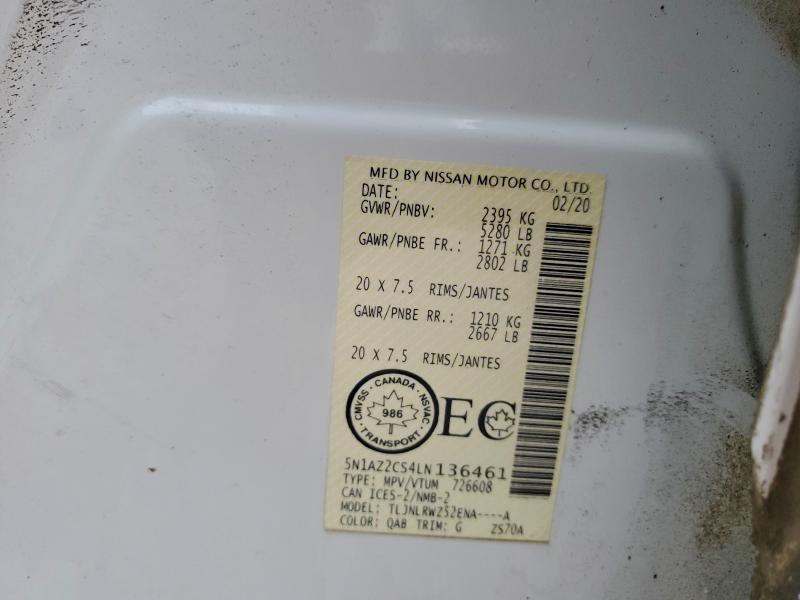 MFD BY NISSAN MOTOR CO., LTD.
DATE: 02/20
GVWR/PNBV: 2395 KG
5280 LB
GAWR/PNBE FR.: 1271 KG
2802 LB
20 X 7.5 RIMS/JANTES
GAWR/PNBE RR.: 1210 KG
2667 LB
20 X 7.5 RIMS/JANTES
CMVSS · CANADA · NSVAC
986
TRANSPORT
EC
5N1AZ2CS4LN136461
TYPE: MPV/VTUM 726608
CAN ICES-2/NMB-2
MODEL: TLJNLRWZ52ENA----A
COLOR: QAB TRIM: G ZS70A